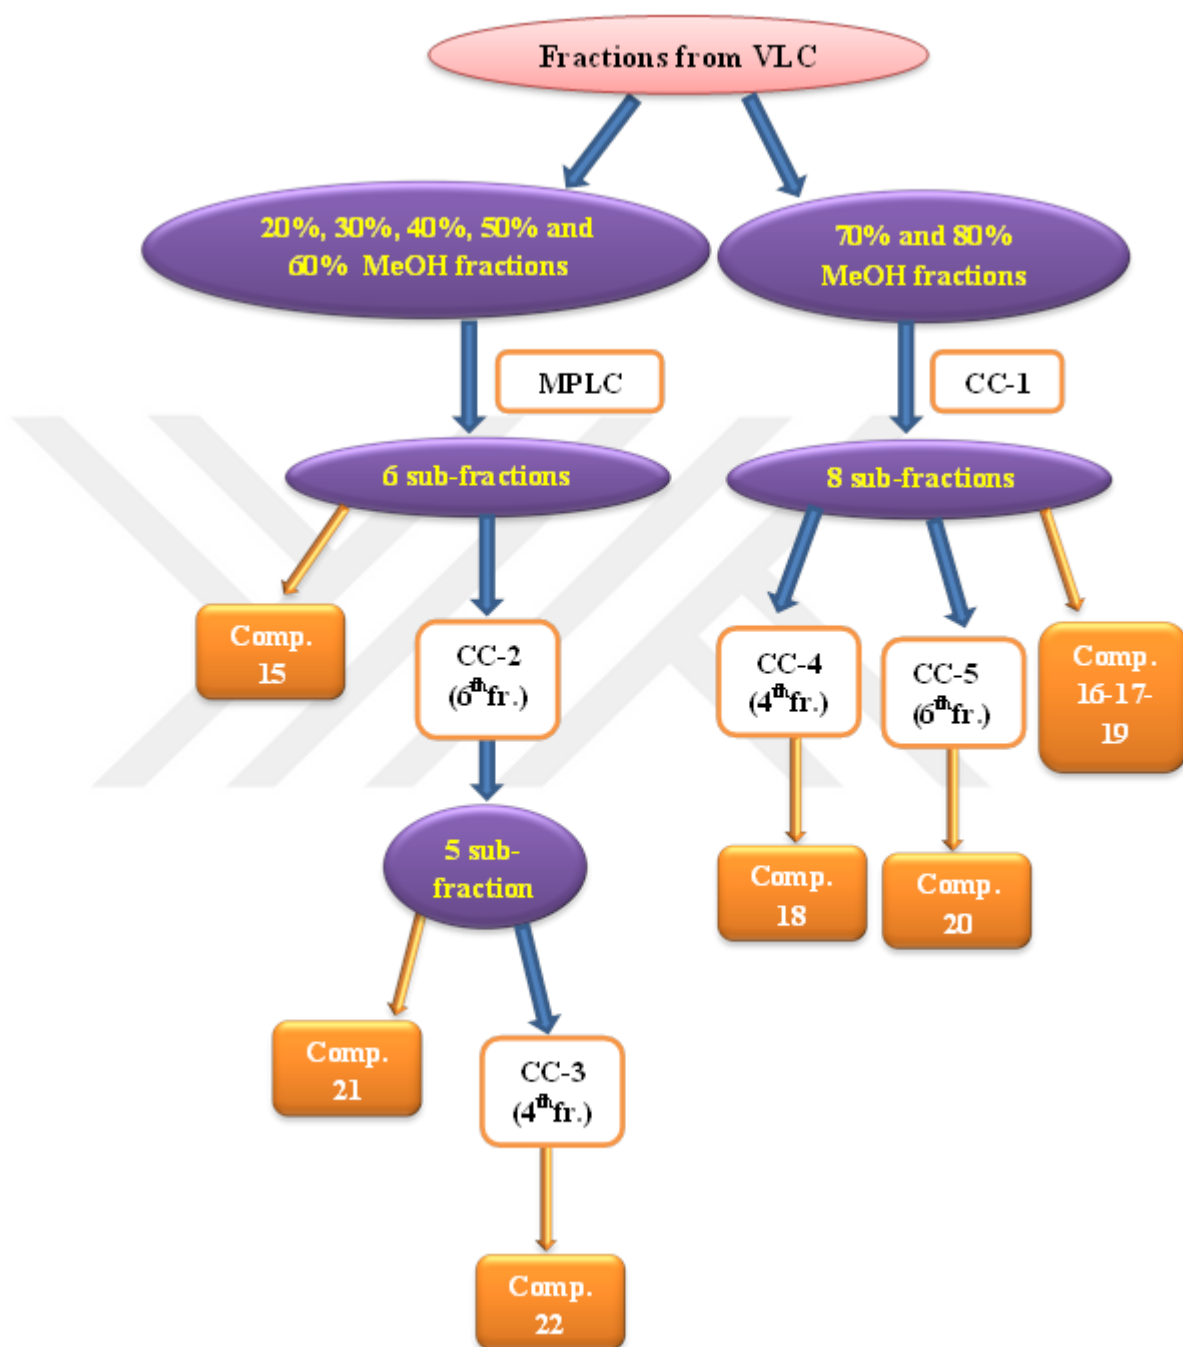 Fractions from VLC
20%, 30%, 40%, 50% and
60% MeOH fractions
70% and 80%
MeOH fractions
MPLC
CC-1
6 sub-fractions
8 sub-fractions
Comp.
15
CC-2
(6thfr.)
CC-4
(4thfr.)
CC-5
(6thfr.)
Comp.
16-17-
19
5 sub-
fraction
Comp.
18
Comp.
20
Comp.
21
CC-3
(4thfr.)
Comp.
22